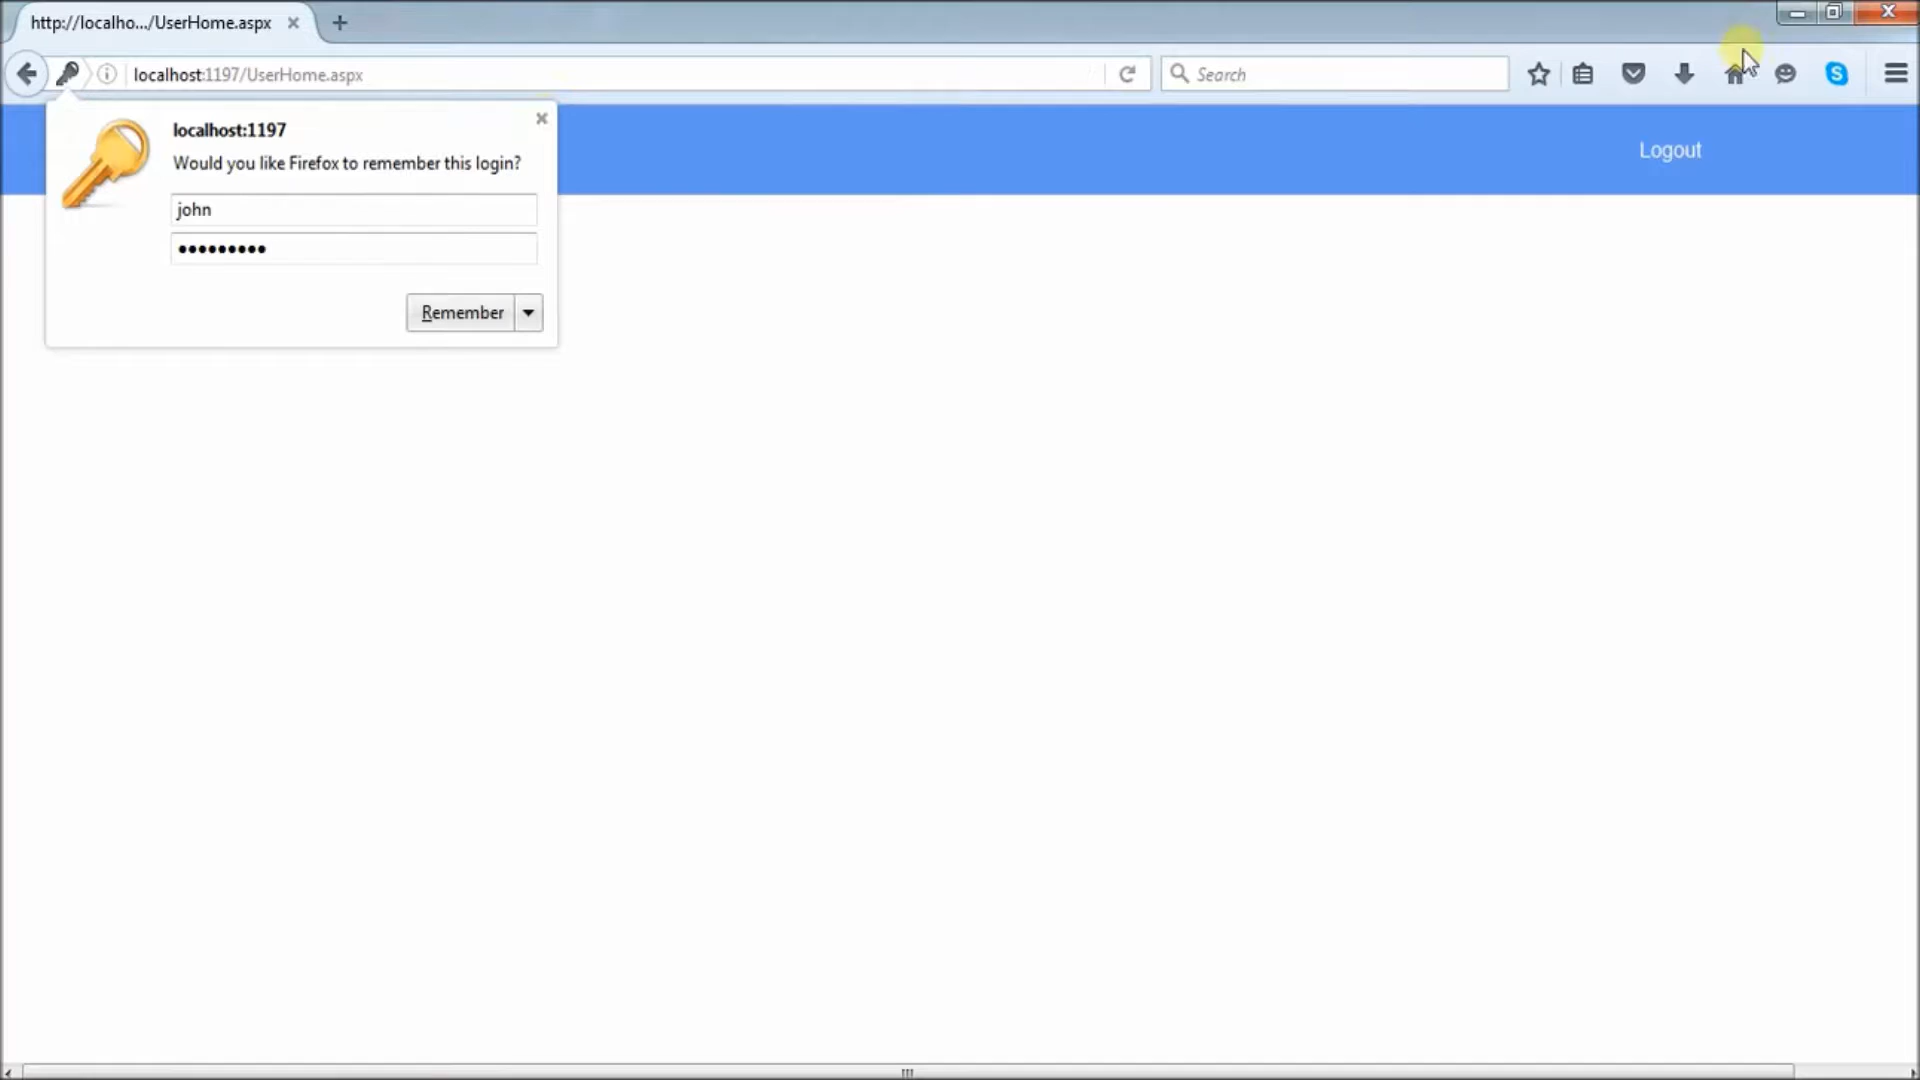 http://localho.../UserHome.aspx
localhost:1197/UserHome.aspx
Search
localhost:1197
Would you like Firefox to remember this login?
john
•••••••••
Remember
Logout